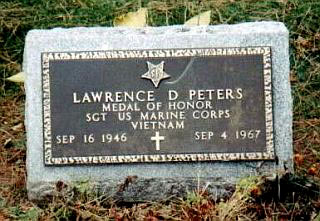 LAWRENCE D PETERS
MEDAL OF HONOR
SGT US MARINE CORPS
VIETNAM
SEP 16 1946 SEP 4 1967